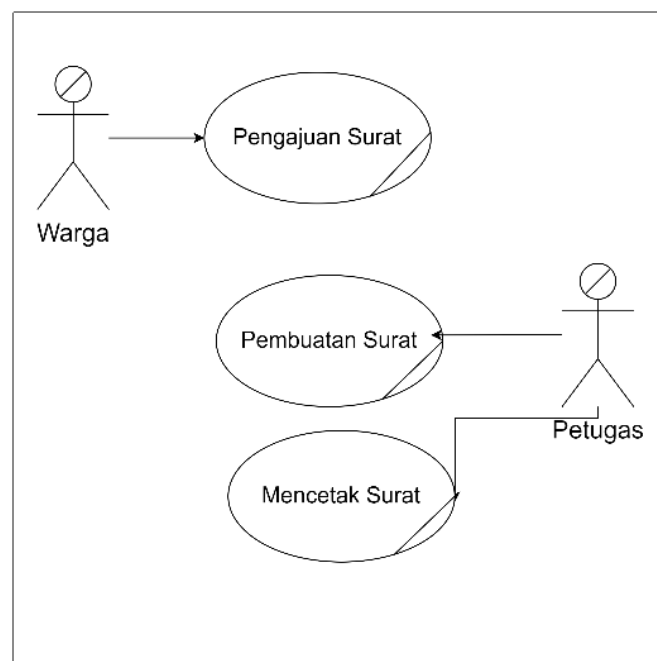 Pengajuan Surat
Warga
Pembuatan Surat
Petugas
Mencetak Surat